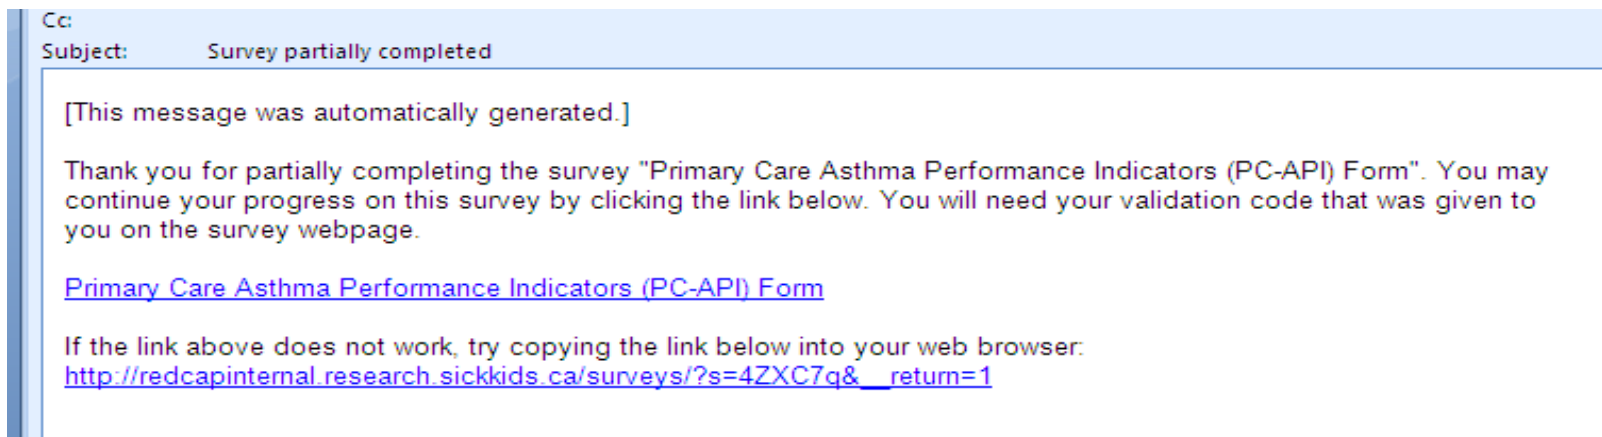 Cc:
Subject: Survey partially completed
[This message was automatically generated.]
Thank you for partially completing the survey "Primary Care Asthma Performance Indicators (PC-API) Form". You may
continue your progress on this survey by clicking the link below. You will need your validation code that was given to
you on the survey webpage.
Primary Care Asthma Performance Indicators (PC-API) Form
If the link above does not work, try copying the link below into your web browser:
http://redcapinternal.research.sickkids.ca/surveys/?s=4ZXC7q&__return=1